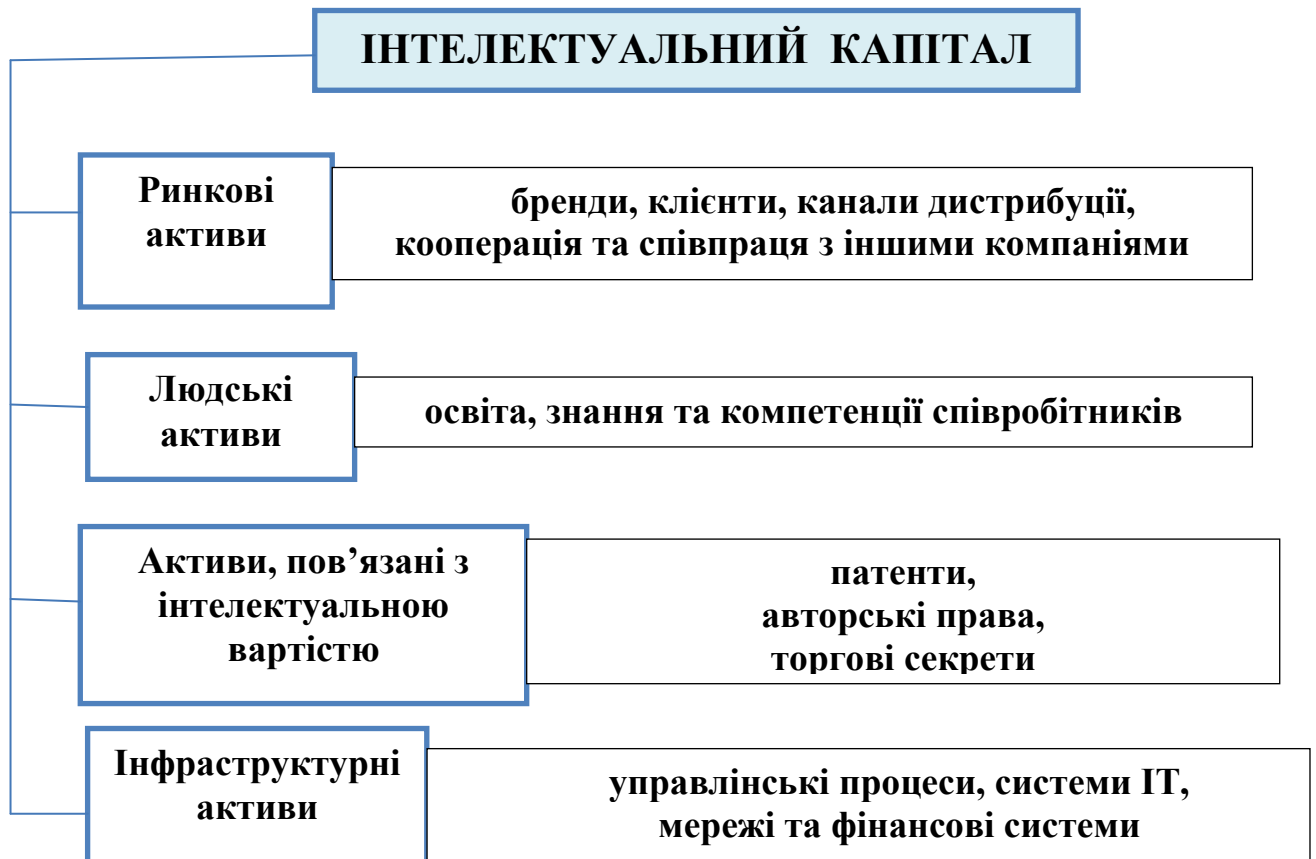 ІНТЕЛЕКТУАЛЬНИЙ КАПІТАЛ
Ринкові
активи
бренди, клієнти, канали дистрибуції,
кооперація та співпраця з іншими компаніями
Людські
активи
освіта, знання та компетенції співробітників
Активи, пов’язані з
інтелектуальною
вартістю
патенти,
авторські права,
торгові секрети
Інфраструктурні
активи
управлінські процеси, системи ІТ,
мережі та фінансові системи